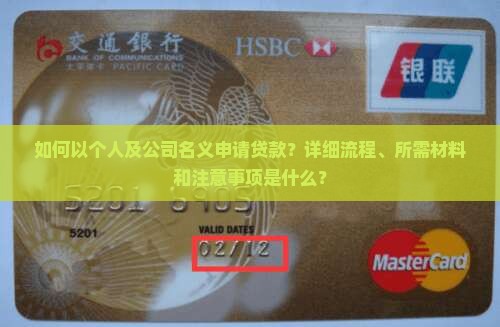 交通銀行 HSBC
BANK OF COMMUNICATIONS
太平洋卡 PACIFIC CARD
银联
如何以个人及公司名义申请贷款？详细流程、所需材料
和注意事项是什么？
5201
VALID DATES
02/12
MasterCard